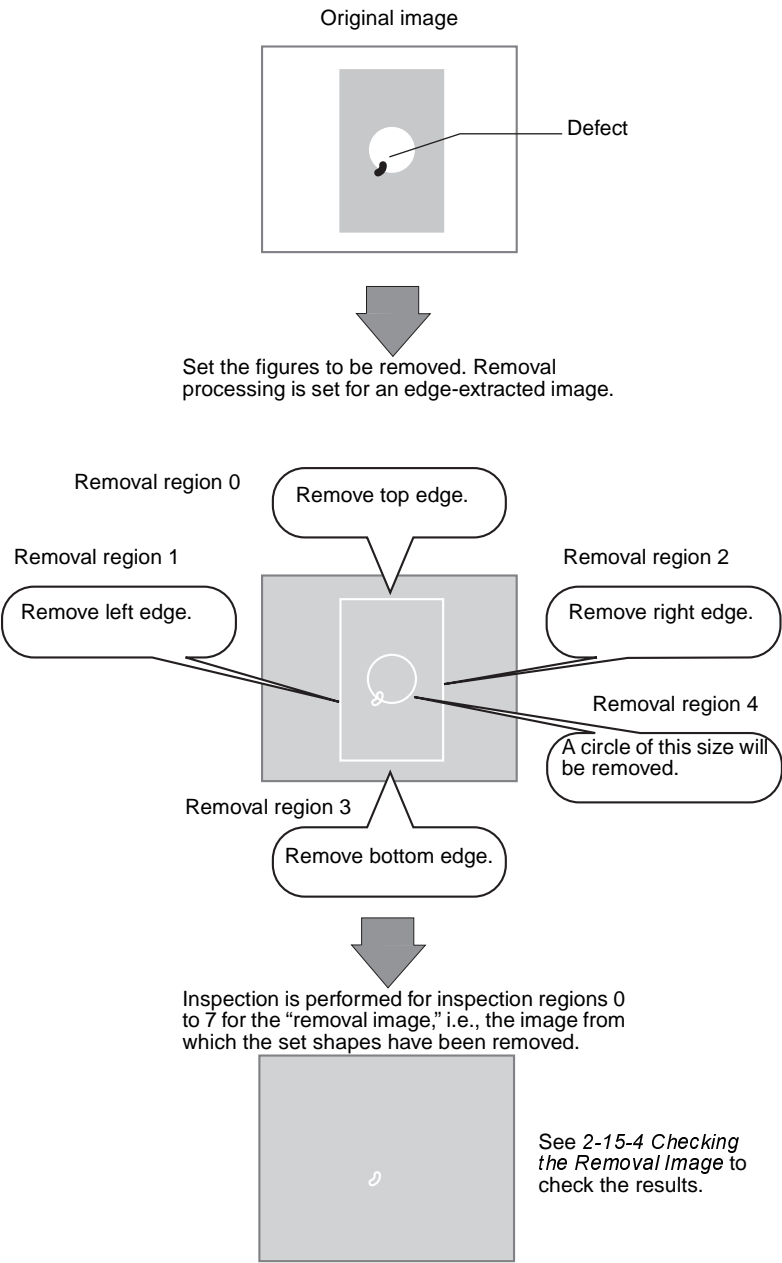 Original image
Defect
Set the figures to be removed. Removal
processing is set for an edge-extracted image.
Removal region 0
Remove top edge.
Removal region 1
Removal region 2
Remove left edge.
Remove right edge.
Removal region 4
A circle of this size will
be removed.
Removal region 3
Remove bottom edge.
Inspection is performed for inspection regions 0
to 7 for the “removal image,” i.e., the image from
which the set shapes have been removed.
See 2-15-4 Checking
the Removal Image to
check the results.